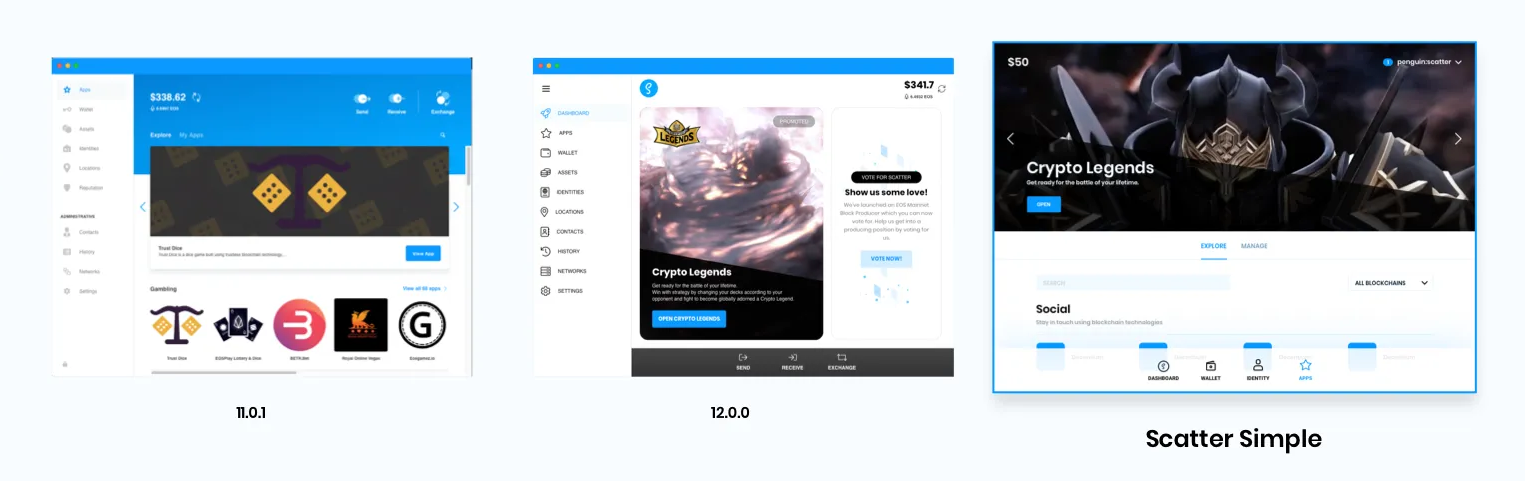 Apps
Wallet
Assets
Identities
Locations
Reputation
ADMINISTRATIVE
Contacts
History
Networks
Settings
$338.62
Send
Receive
Exchange
Explore
My Apps
Trust Dice
Trust Dice is a dice game built using trustless blockchain technology,...
View App
Gambling
View all 86 apps
Trust Dice
EOSPlay Lottery & Dice
BETR.BM
Royal Online Vegas
Eosgames.io
11.0.1
DASHBOARD
APPS
WALLET
ASSETS
IDENTITIES
LOCATIONS
CONTACTS
HISTORY
NETWORKS
SETTINGS
$341.7
LEGENDS
PROMOTED
Crypto Legends
Get ready for the battle of your lifetime.
Win with strategy by changing your decks according to your
opponent and fight to become globally adorned a Crypto Legend.
OPEN CRYPTO LEGENDS
VOTE FOR SCATTER
Show us some love!
We've launched an EOS Mainnet
Block Producer which you can now
vote for. Help us get into a
producing position by voting for
us.
VOTE NOW!
SEND
RECEIVE
EXCHANGE
12.0.0
$50
1
penguin:scatter
Crypto Legends
Get ready for the battle of your lifetime.
OPEN
EXPLORE
MANAGE
SEARCH
ALL BLOCKCHAINS
Social
Stay in touch using blockchain technologies
DASHBOARD
WALLET
IDENTITY
APPS
Scatter Simple